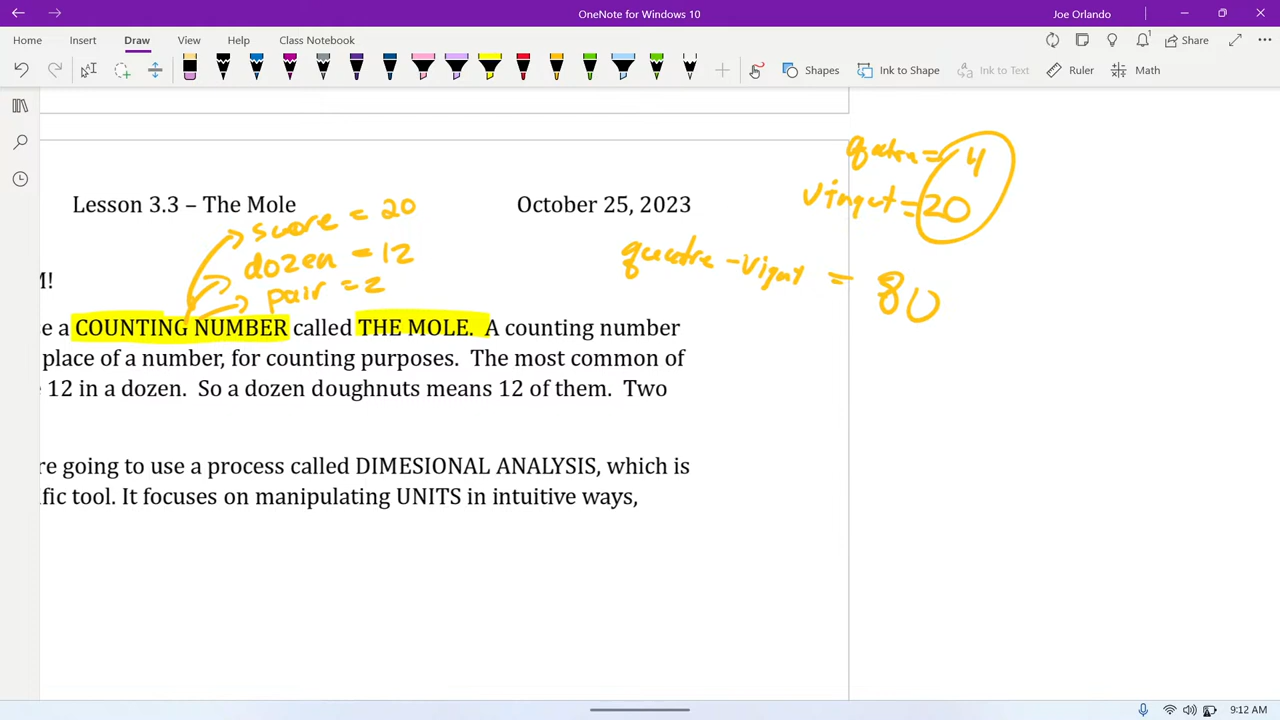 OneNote for Windows 10
Joe Orlando
Home Insert Draw View Help Class Notebook
Share
Shapes Ink to Shape Ink to Text Ruler Math
quatre = 4
vingt = 20
Lesson 3.3 – The Mole October 25, 2023
score = 20
dozen = 12
quatre - vignt = 80
M!
pair = 2
e a COUNTING NUMBER called THE MOLE. A counting number
place of a number, for counting purposes. The most common of
12 in a dozen. So a dozen doughnuts means 12 of them. Two
re going to use a process called DIMESIONAL ANALYSIS, which is
ific tool. It focuses on manipulating UNITS in intuitive ways,
9:12 AM